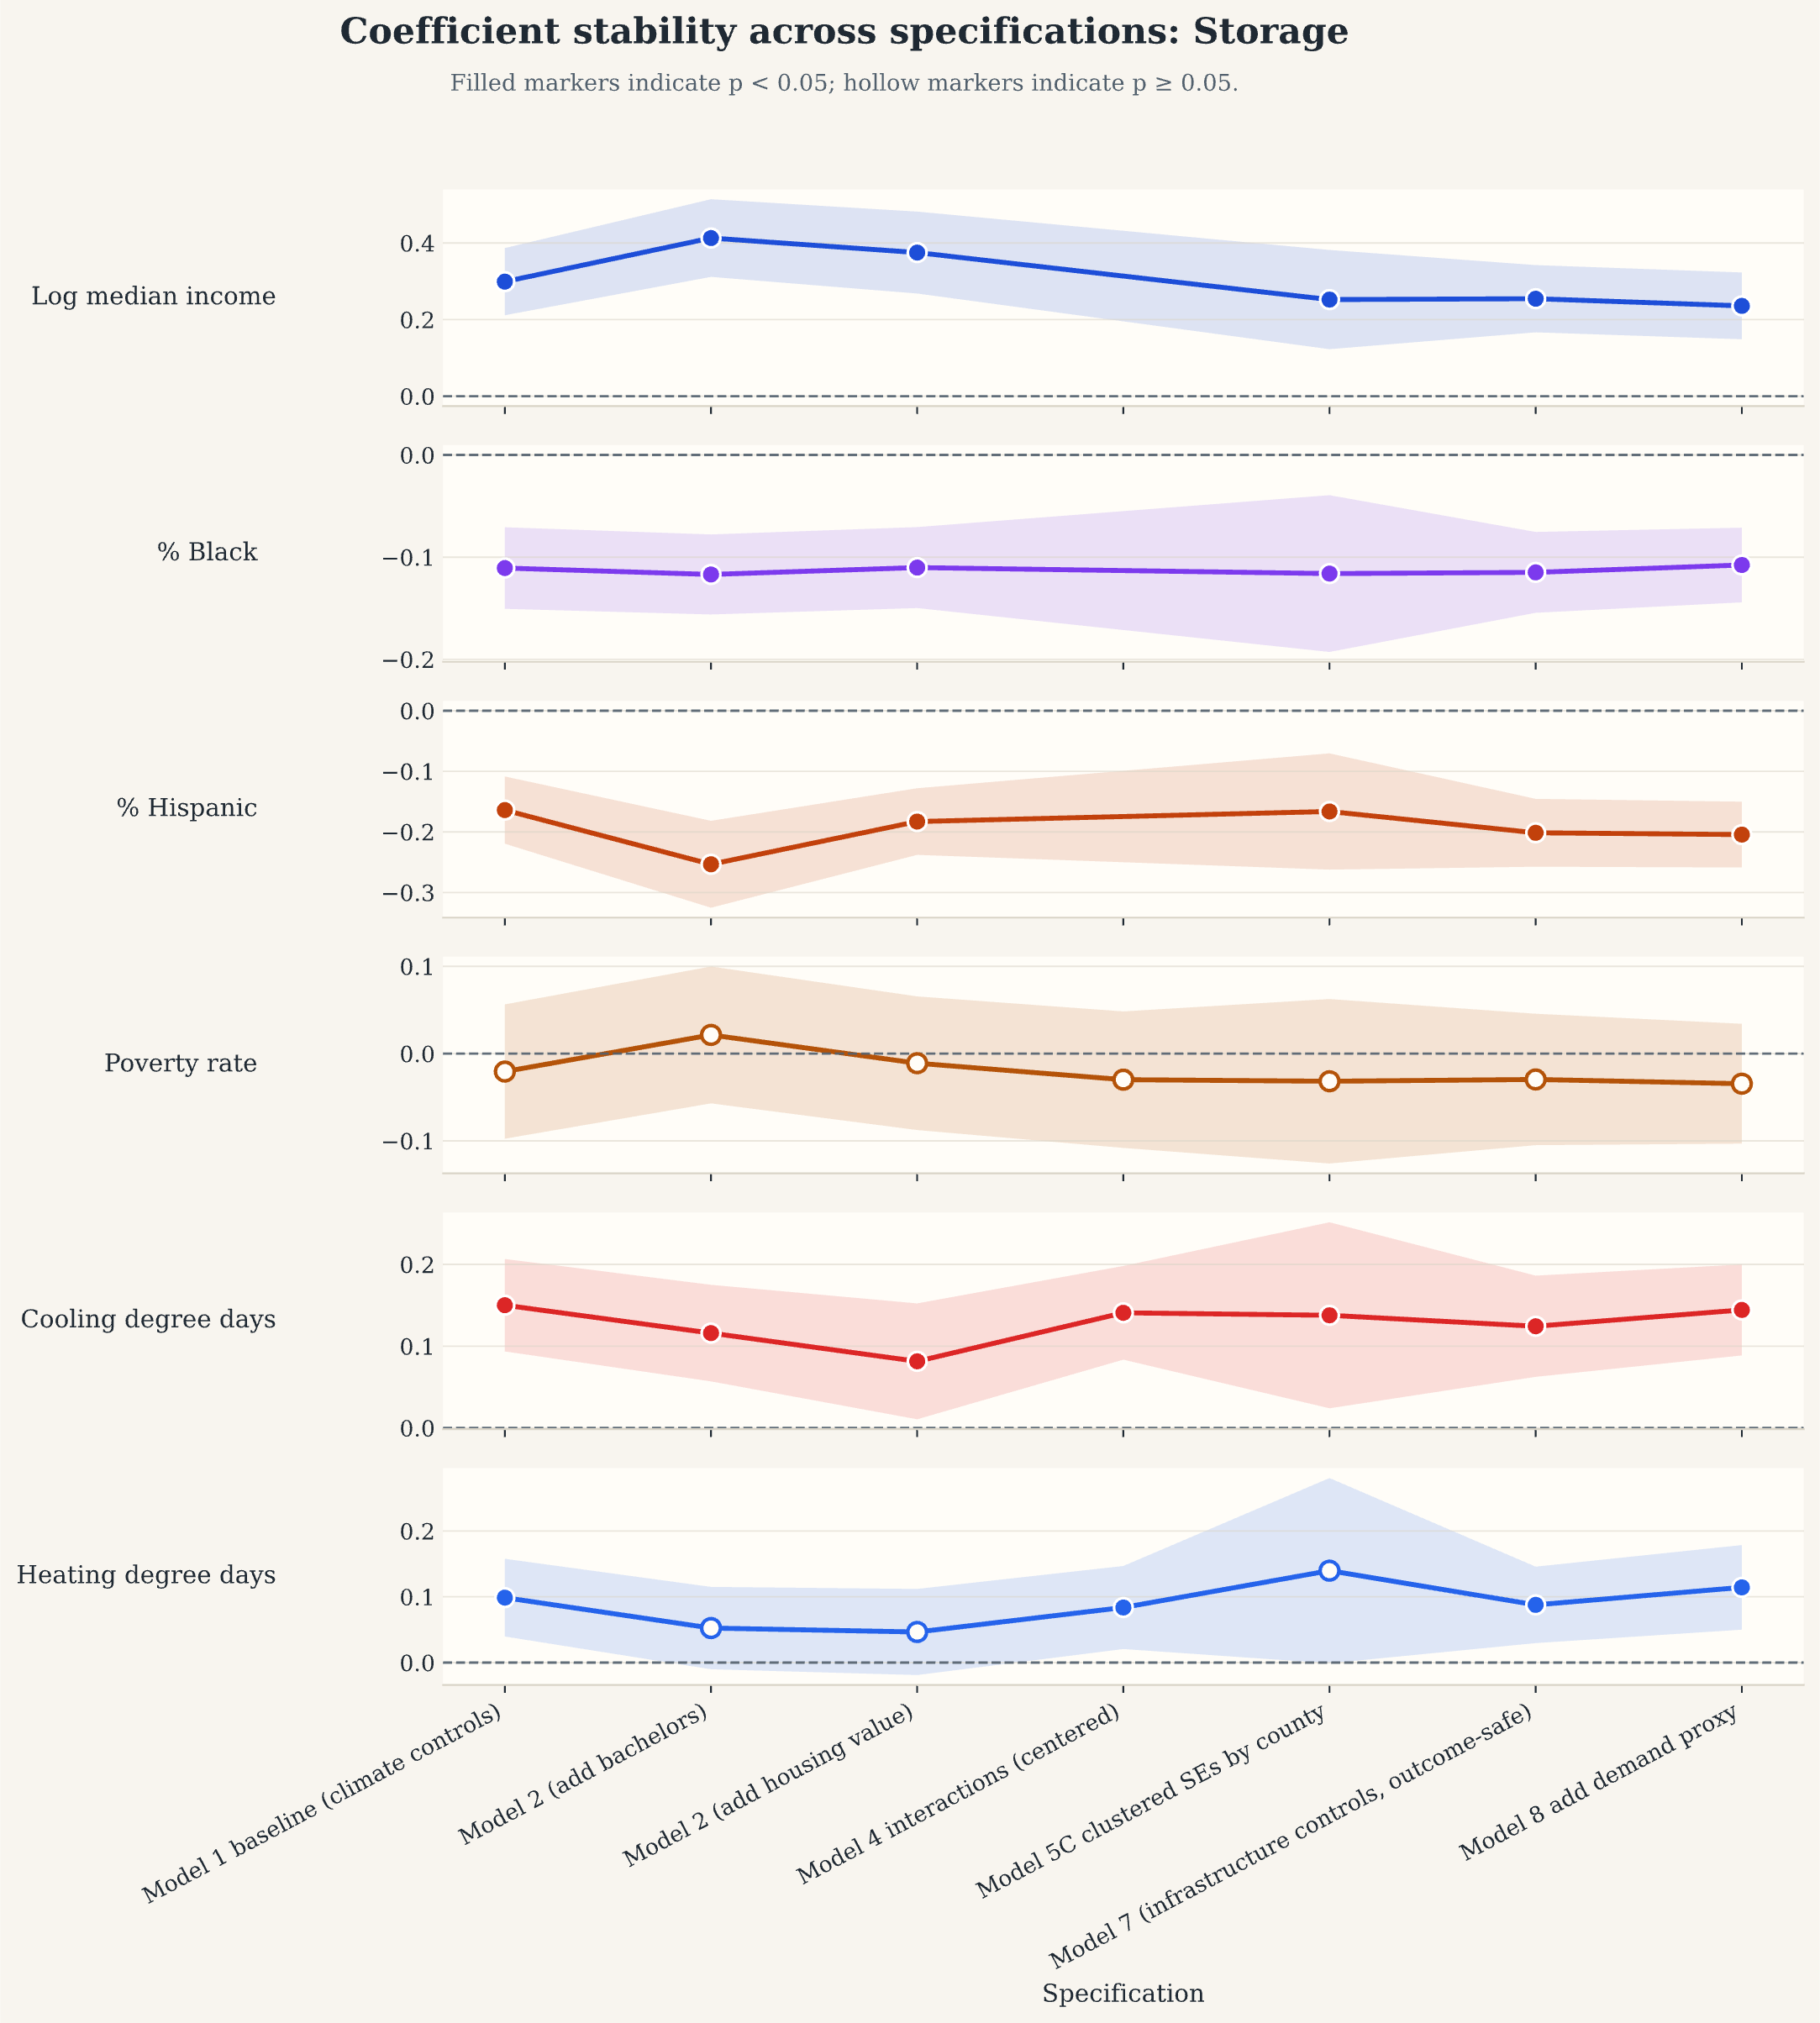 Coefficient stability across specifications: Storage
Filled markers indicate p < 0.05; hollow markers indicate p ≥ 0.05.
Log median income
0.4
0.2
0.0
% Black
0.0
−0.1
−0.2
% Hispanic
0.0
−0.1
−0.2
−0.3
Poverty rate
0.1
0.0
−0.1
Cooling degree days
0.2
0.1
0.0
Heating degree days
0.2
0.1
0.0
Model 1 baseline (climate controls)
Model 2 (add bachelors)
Model 2 (add housing value)
Model 4 interactions (centered)
Model 5C clustered SEs by county
Model 7 (infrastructure controls, outcome-safe)
Model 8 add demand proxy
Specification